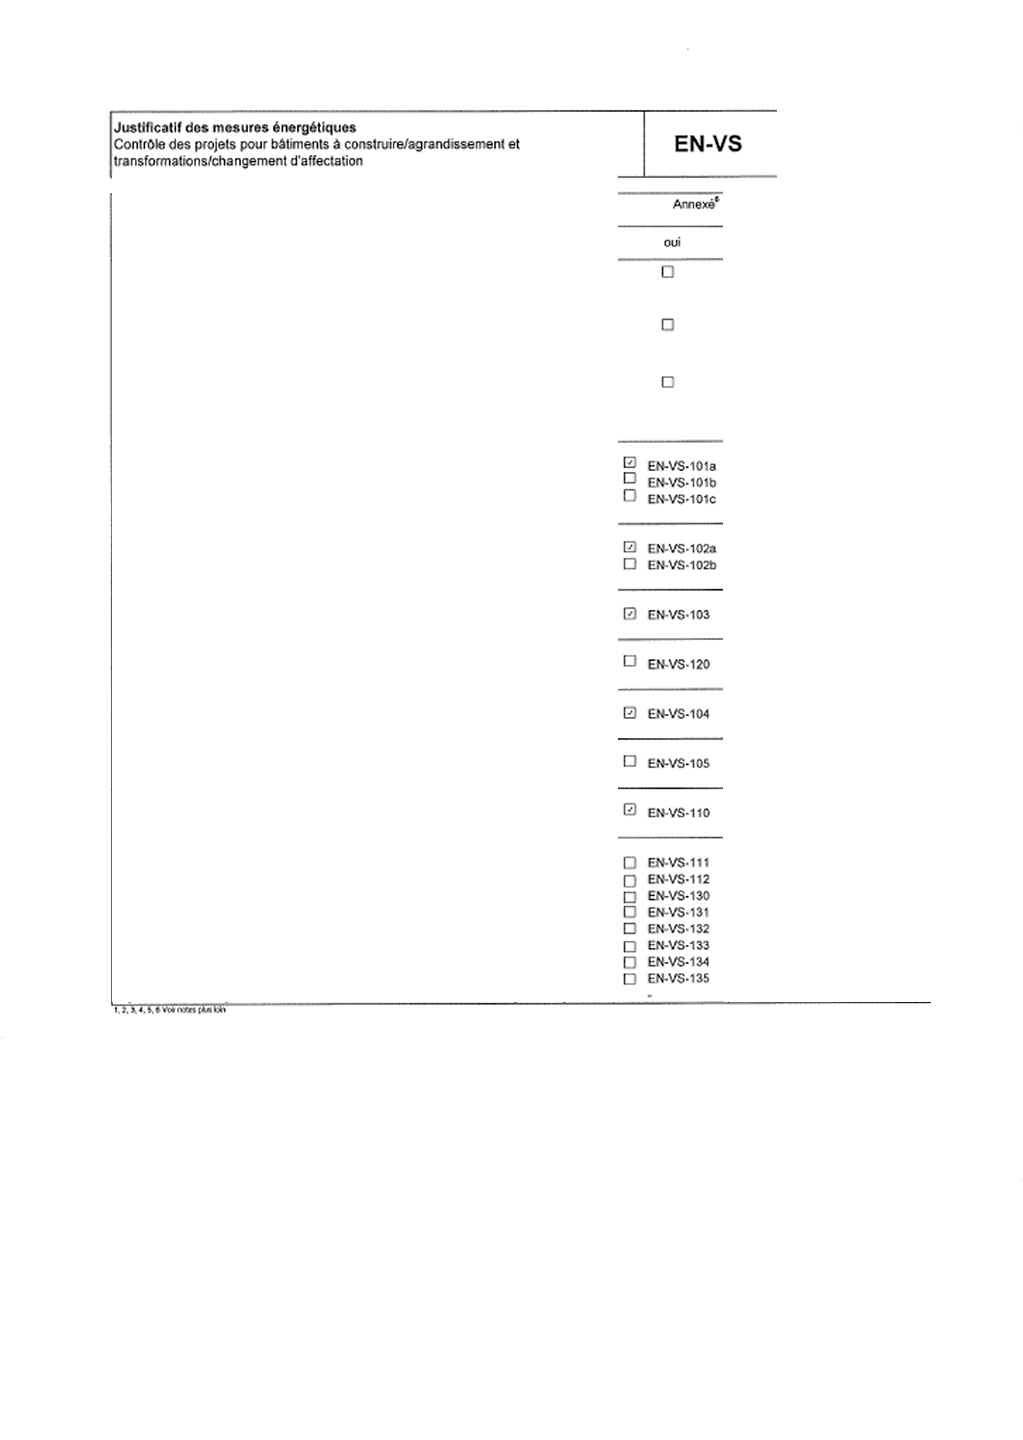 Justificatif des mesures énergétiques
Contrôle des projets pour bâtiments à construire/agrandissement et
transformations/changement d'affectation
EN-VS
Annexé⁶
oui
☐
☐
☐
☑ EN-VS-101a
☐ EN-VS-101b
☐ EN-VS-101c
☑ EN-VS-102a
☐ EN-VS-102b
☑ EN-VS-103
☐ EN-VS-120
☑ EN-VS-104
☐ EN-VS-105
☑ EN-VS-110
☐ EN-VS-111
☐ EN-VS-112
☐ EN-VS-130
☐ EN-VS-131
☐ EN-VS-132
☐ EN-VS-133
☐ EN-VS-134
☐ EN-VS-135
1, 2, 3, 4, 5, 6 Voir notes plus loin